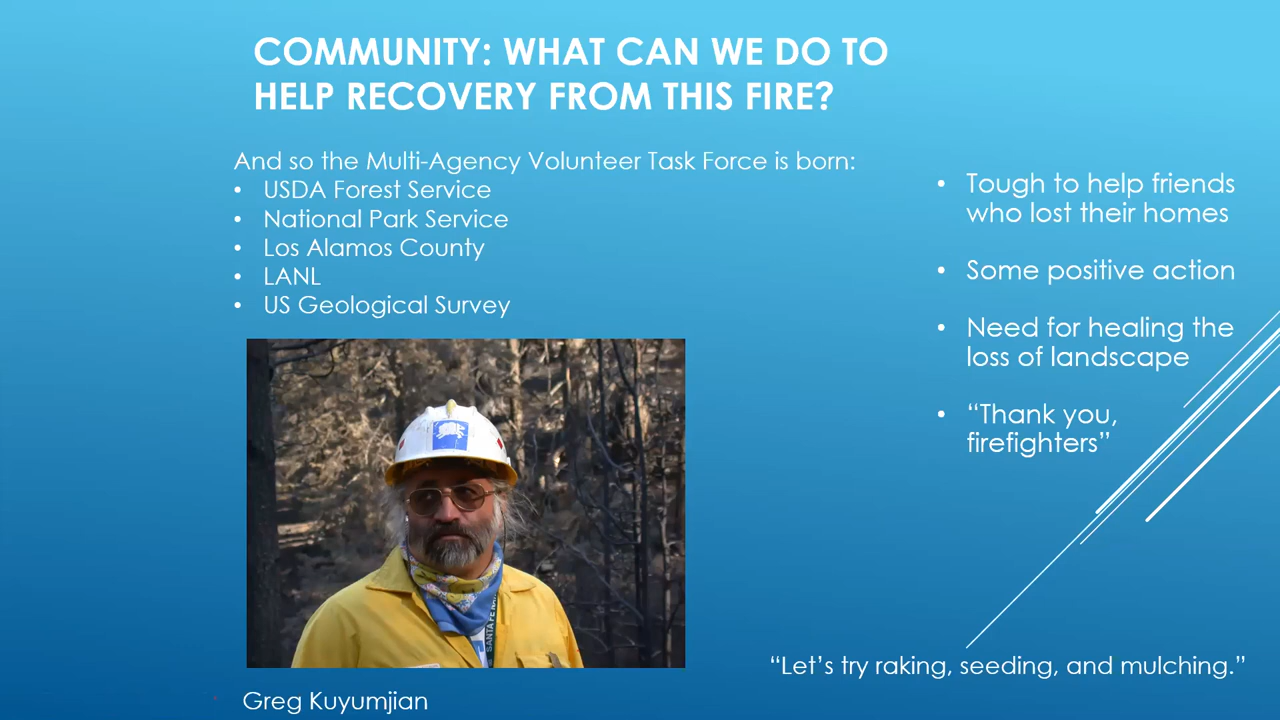 COMMUNITY: WHAT CAN WE DO TO
HELP RECOVERY FROM THIS FIRE?
And so the Multi-Agency Volunteer Task Force is born:
• USDA Forest Service
• National Park Service
• Los Alamos County
• LANL
• US Geological Survey
• Tough to help friends
who lost their homes
• Some positive action
• Need for healing the
loss of landscape
• “Thank you,
firefighters”
SANTA FE
“Let’s try raking, seeding, and mulching.”
Greg Kuyumjian